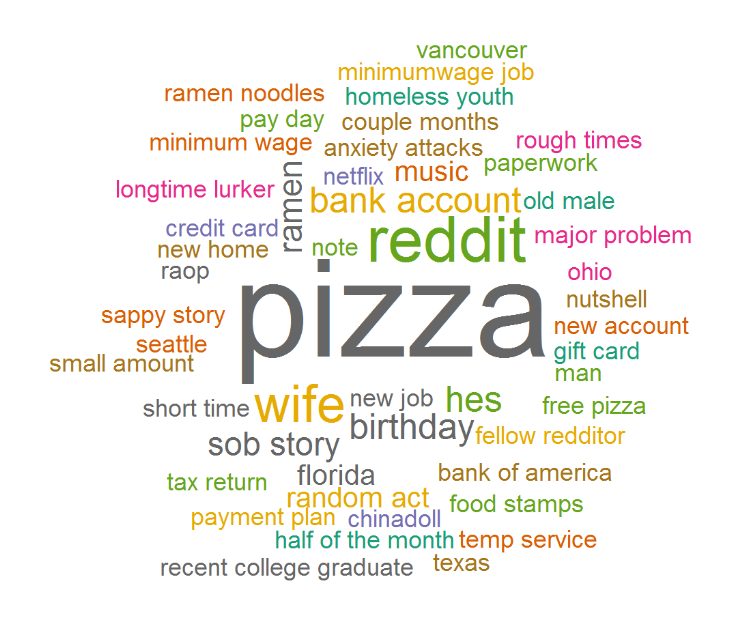 vancouver
minimumwage job
ramen noodles
homeless youth
pay day
couple months
minimum wage
anxiety attacks
rough times
paperwork
netflix
music
longtime lurker
ramen
bank account
old male
credit card
new home
note
reddit
major problem
raop
ohio
pizza
nutshell
sappy story
new account
seattle
gift card
small amount
man
short time
wife
new job
hes
free pizza
birthday
sob story
fellow redditor
florida
bank of america
tax return
random act
food stamps
payment plan
chinadoll
half of the month
temp service
recent college graduate
texas